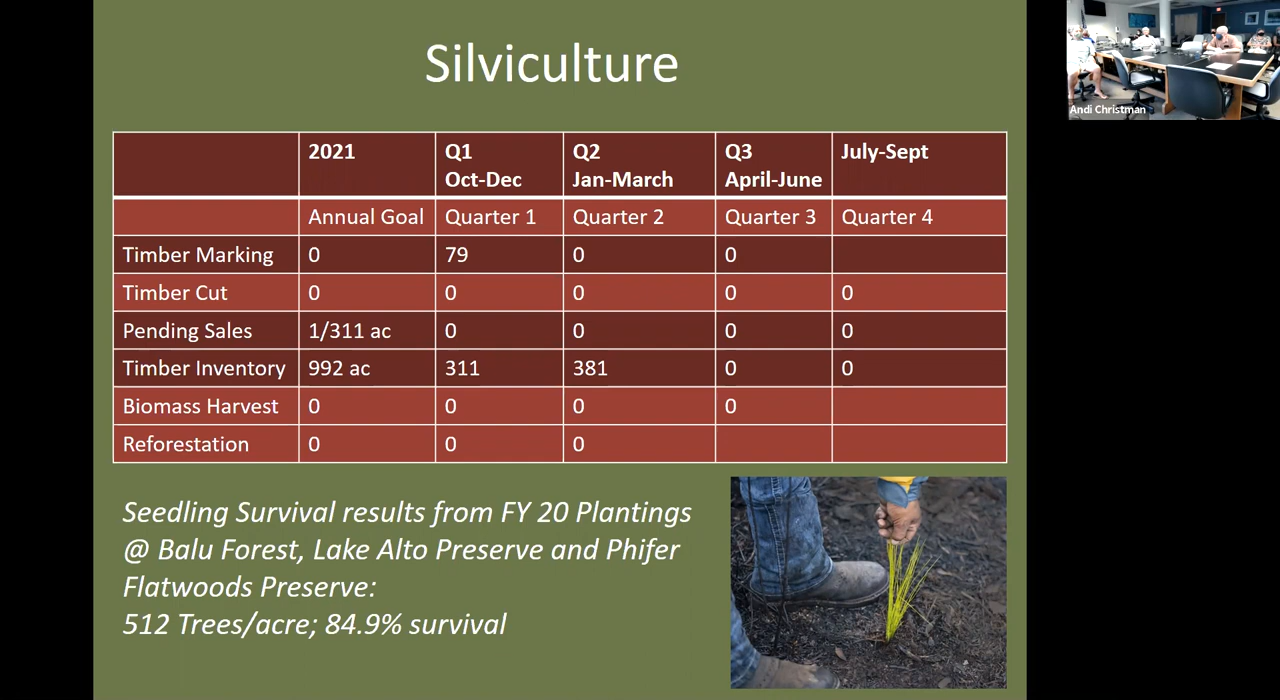 Silviculture
2021 Q1 Q2 Q3 July-Sept
Oct-Dec Jan-March April-June
Annual Goal Quarter 1 Quarter 2 Quarter 3 Quarter 4
Timber Marking 0 79 0 0
Timber Cut 0 0 0 0 0
Pending Sales 1/311 ac 0 0 0 0
Timber Inventory 992 ac 311 381 0 0
Biomass Harvest 0 0 0 0
Reforestation 0 0 0
Seedling Survival results from FY 20 Plantings
@ Balu Forest, Lake Alto Preserve and Phifer
Flatwoods Preserve:
512 Trees/acre; 84.9% survival
Andi Christman